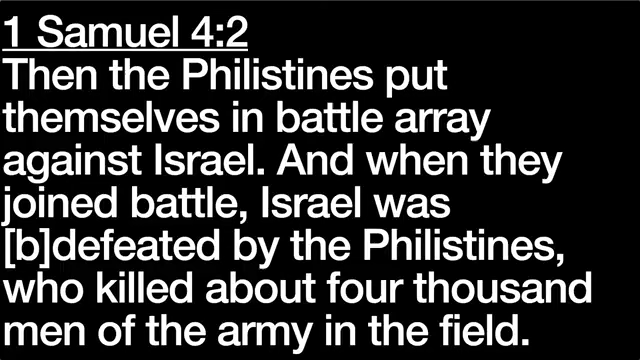 1 Samuel 4:2
Then the Philistines put
themselves in battle array
against Israel. And when they
joined battle, Israel was
[b]defeated by the Philistines,
who killed about four thousand
men of the army in the field.